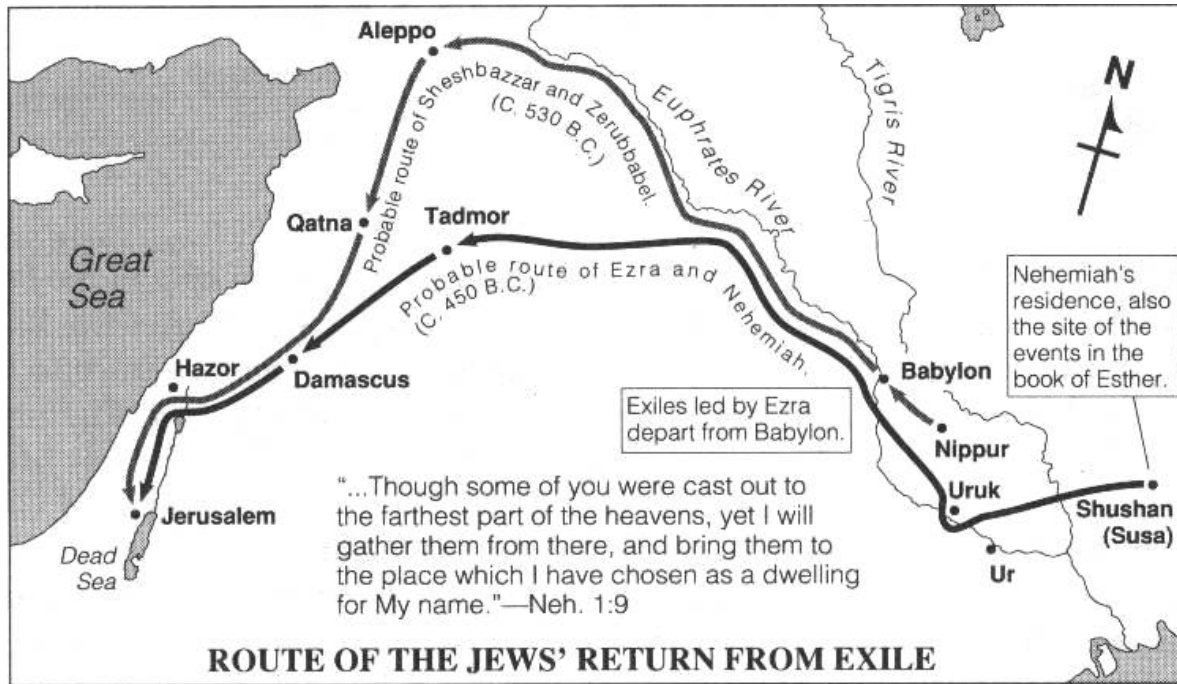 Aleppo
Probable route of Sheshbazzar and Zerubbabel.
(C. 530 B.C.)
Euphrates River
Tigris River
N
Qatna
Tadmor
Great
Sea
Probable route of Ezra and Nehemiah.
(C. 450 B.C.)
Nehemiah's
residence, also
the site of the
events in the
book of Esther.
Hazor
Damascus
Babylon
Exiles led by Ezra
depart from Babylon.
Nippur
Uruk
Shushan
(Susa)
Ur
Jerusalem
Dead
Sea
“...Though some of you were cast out to
the farthest part of the heavens, yet I will
gather them from there, and bring them to
the place which I have chosen as a dwelling
for My name."—Neh. 1:9
ROUTE OF THE JEWS' RETURN FROM EXILE